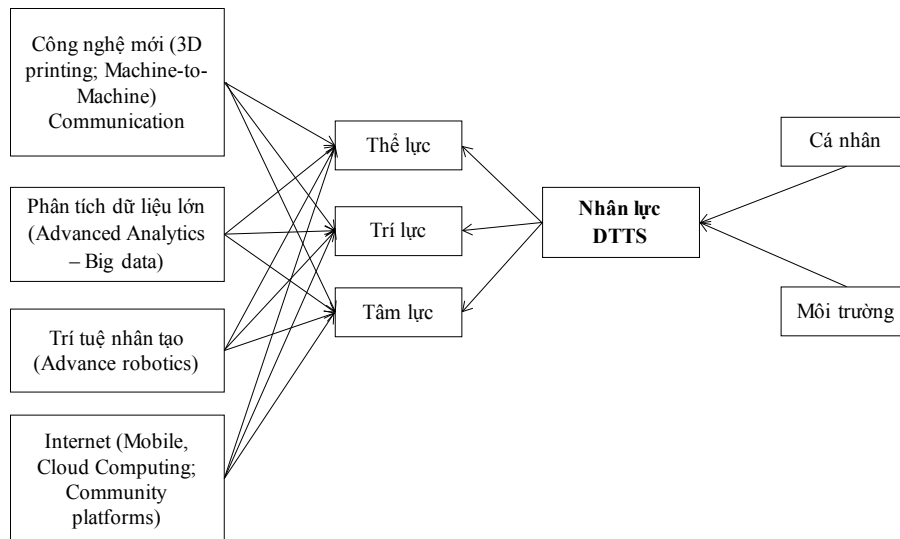 Công nghệ mới (3D
printing; Machine-to-
Machine)
Communication
Phân tích dữ liệu lớn
(Advanced Analytics
– Big data)
Trí tuệ nhân tạo
(Advance robotics)
Internet (Mobile,
Cloud Computing;
Community
platforms)
Thể lực
Trí lực
Tâm lực
Nhân lực
DTTS
Cá nhân
Môi trường